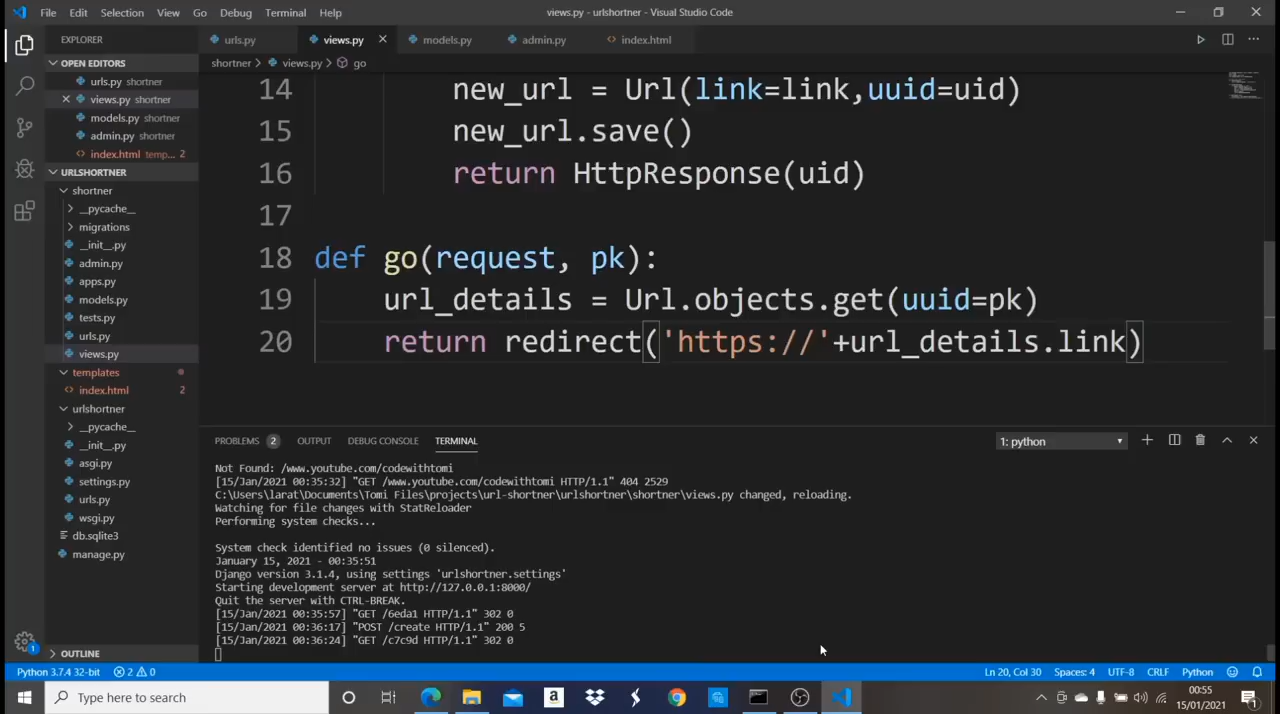 File Edit Selection View Go Debug Terminal Help
views.py - urlshortner - Visual Studio Code
EXPLORER
urls.py
views.py
models.py
admin.py
index.html
OPEN EDITORS
urls.py shortner
views.py shortner
models.py shortner
admin.py shortner
index.html temp... 2
URLSHORTNER
shortner
__pycache__
migrations
__init__.py
admin.py
apps.py
models.py
tests.py
urls.py
views.py
templates
index.html 2
urlshortner
__pycache__
__init__.py
asgi.py
settings.py
urls.py
wsgi.py
db.sqlite3
manage.py
OUTLINE
shortner > views.py > go
14 new_url = Url(link=link,uuid=uid)
15 new_url.save()
16 return HttpResponse(uid)
17
18 def go(request, pk):
19 url_details = Url.objects.get(uuid=pk)
20 return redirect('https://'+url_details.link)
PROBLEMS 2 OUTPUT DEBUG CONSOLE TERMINAL
1: python
Not Found: /www.youtube.com/codewithtomi
[15/Jan/2021 00:35:32] "GET /www.youtube.com/codewithtomi HTTP/1.1" 404 2529
C:\Users\larat\Documents\Tomi Files\projects\url-shortner\urlshortner\shortner\views.py changed, reloading.
Watching for file changes with StatReloader
Performing system checks...
System check identified no issues (0 silenced).
January 15, 2021 - 00:35:51
Django version 3.1.4, using settings 'urlshortner.settings'
Starting development server at http://127.0.0.1:8000/
Quit the server with CTRL-BREAK.
[15/Jan/2021 00:35:57] "GET /6eda1 HTTP/1.1" 302 0
[15/Jan/2021 00:36:17] "POST /create HTTP/1.1" 200 5
[15/Jan/2021 00:36:24] "GET /c7c9d HTTP/1.1" 302 0
1
Python 3.7.4 32-bit 2 0
Ln 20, Col 30 Spaces: 4 UTF-8 CRLF Python
Type here to search
a
00:55
15/01/2021
1